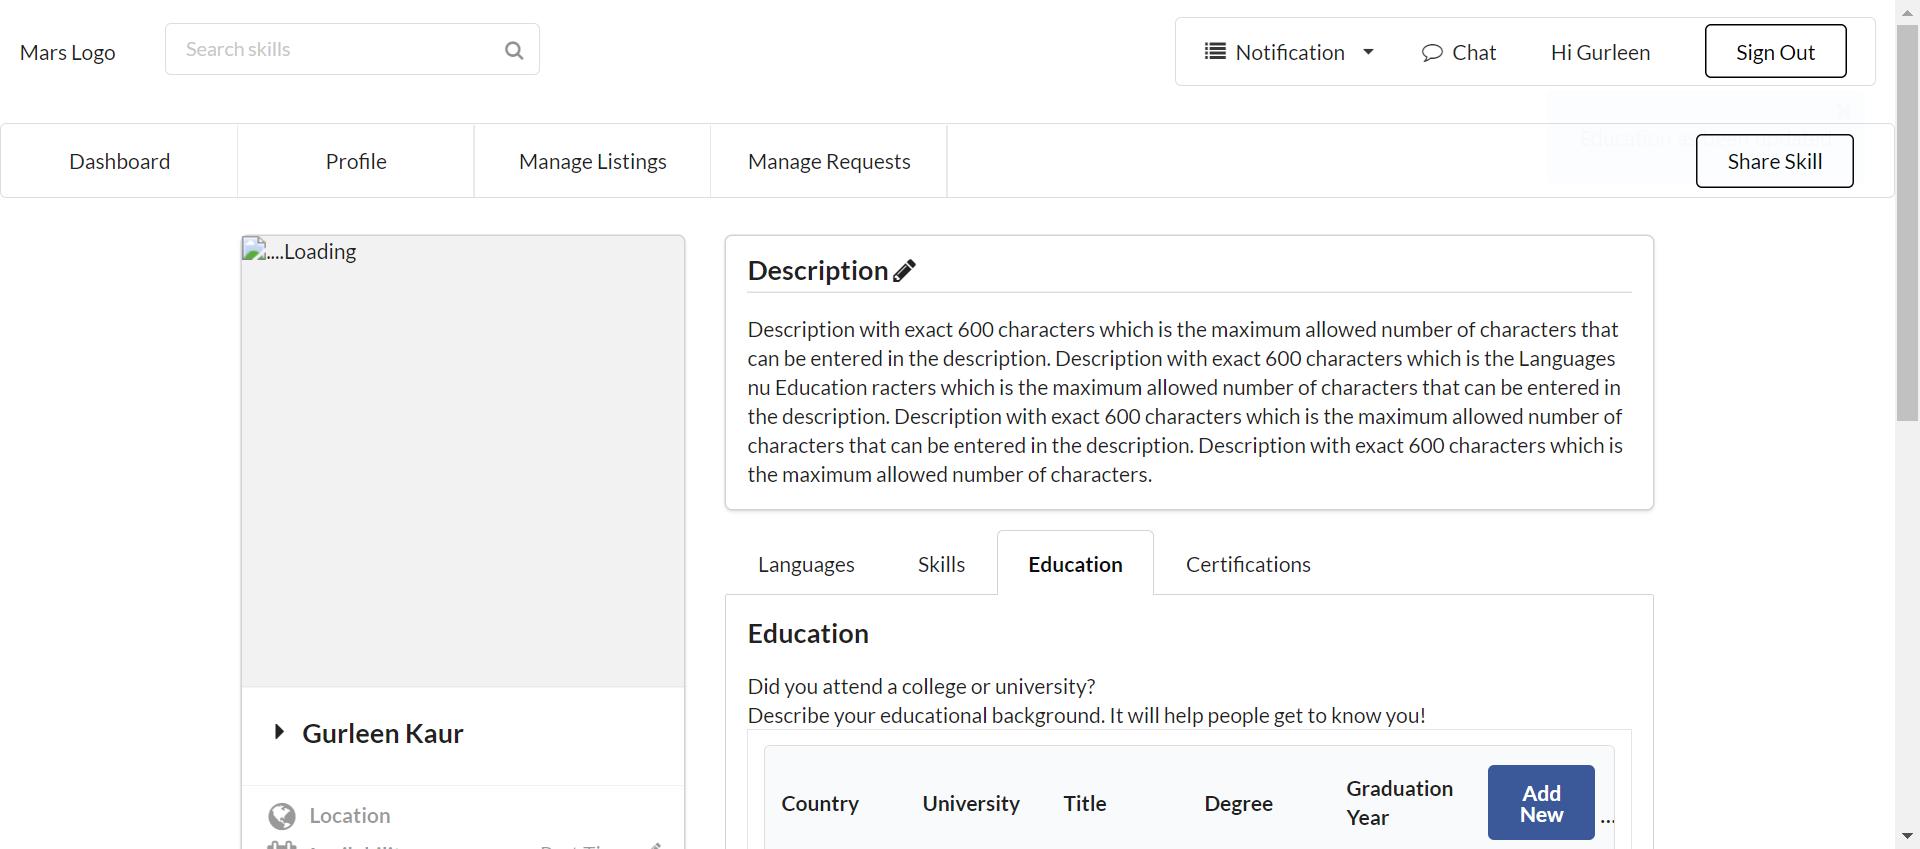 Mars Logo
Search skills
Notification
Chat
Hi Gurleen
Sign Out
Dashboard
Profile
Manage Listings
Manage Requests
Share Skill
....Loading
Gurleen Kaur
Location
Description
Description with exact 600 characters which is the maximum allowed number of characters that
can be entered in the description. Description with exact 600 characters which is the Languages
nu Education racters which is the maximum allowed number of characters that can be entered in
the description. Description with exact 600 characters which is the maximum allowed number of
characters that can be entered in the description. Description with exact 600 characters which is
the maximum allowed number of characters.
Languages
Skills
Education
Certifications
Education
Did you attend a college or university?
Describe your educational background. It will help people get to know you!
Country
University
Title
Degree
Graduation
Year
Add
New
...